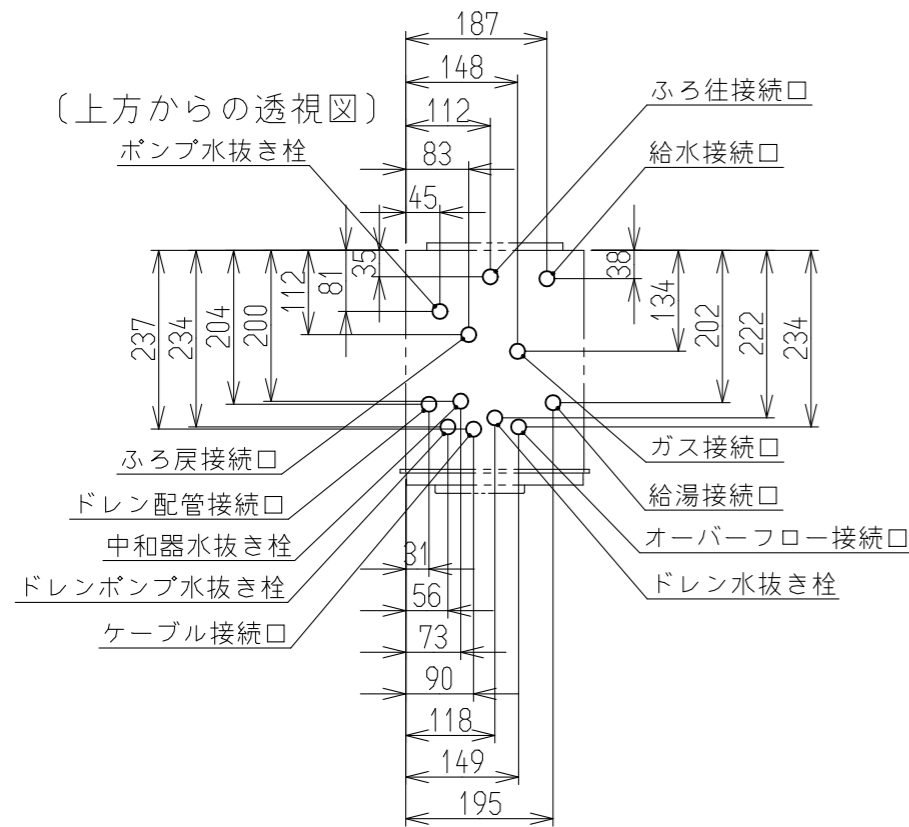 187
148
〔上方からの透視図〕
ふろ往接続口
112
ポンプ水抜き栓
83
給水接続口
45
35
38
81
112
134
237
234
204
200
202
222
234
ふろ戻接続口
ガス接続口
ドレン配管接続口
給湯接続口
中和器水抜き栓
オーバーフロー接続口
31
ドレンポンプ水抜き栓
ドレン水抜き栓
56
ケーブル接続口
73
90
118
149
195